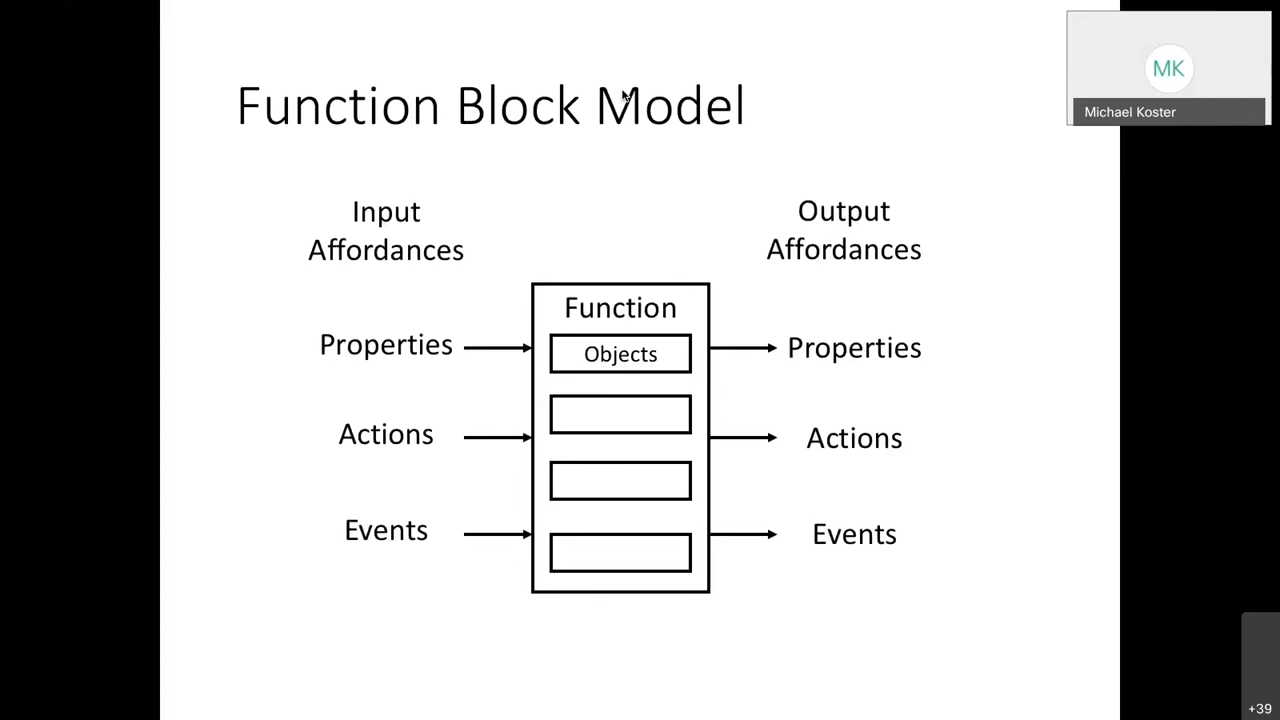 Function Block Model
MK
Michael Koster
Input
Affordances
Output
Affordances
Function
Objects
Properties
Properties
Actions
Actions
Events
Events
+39